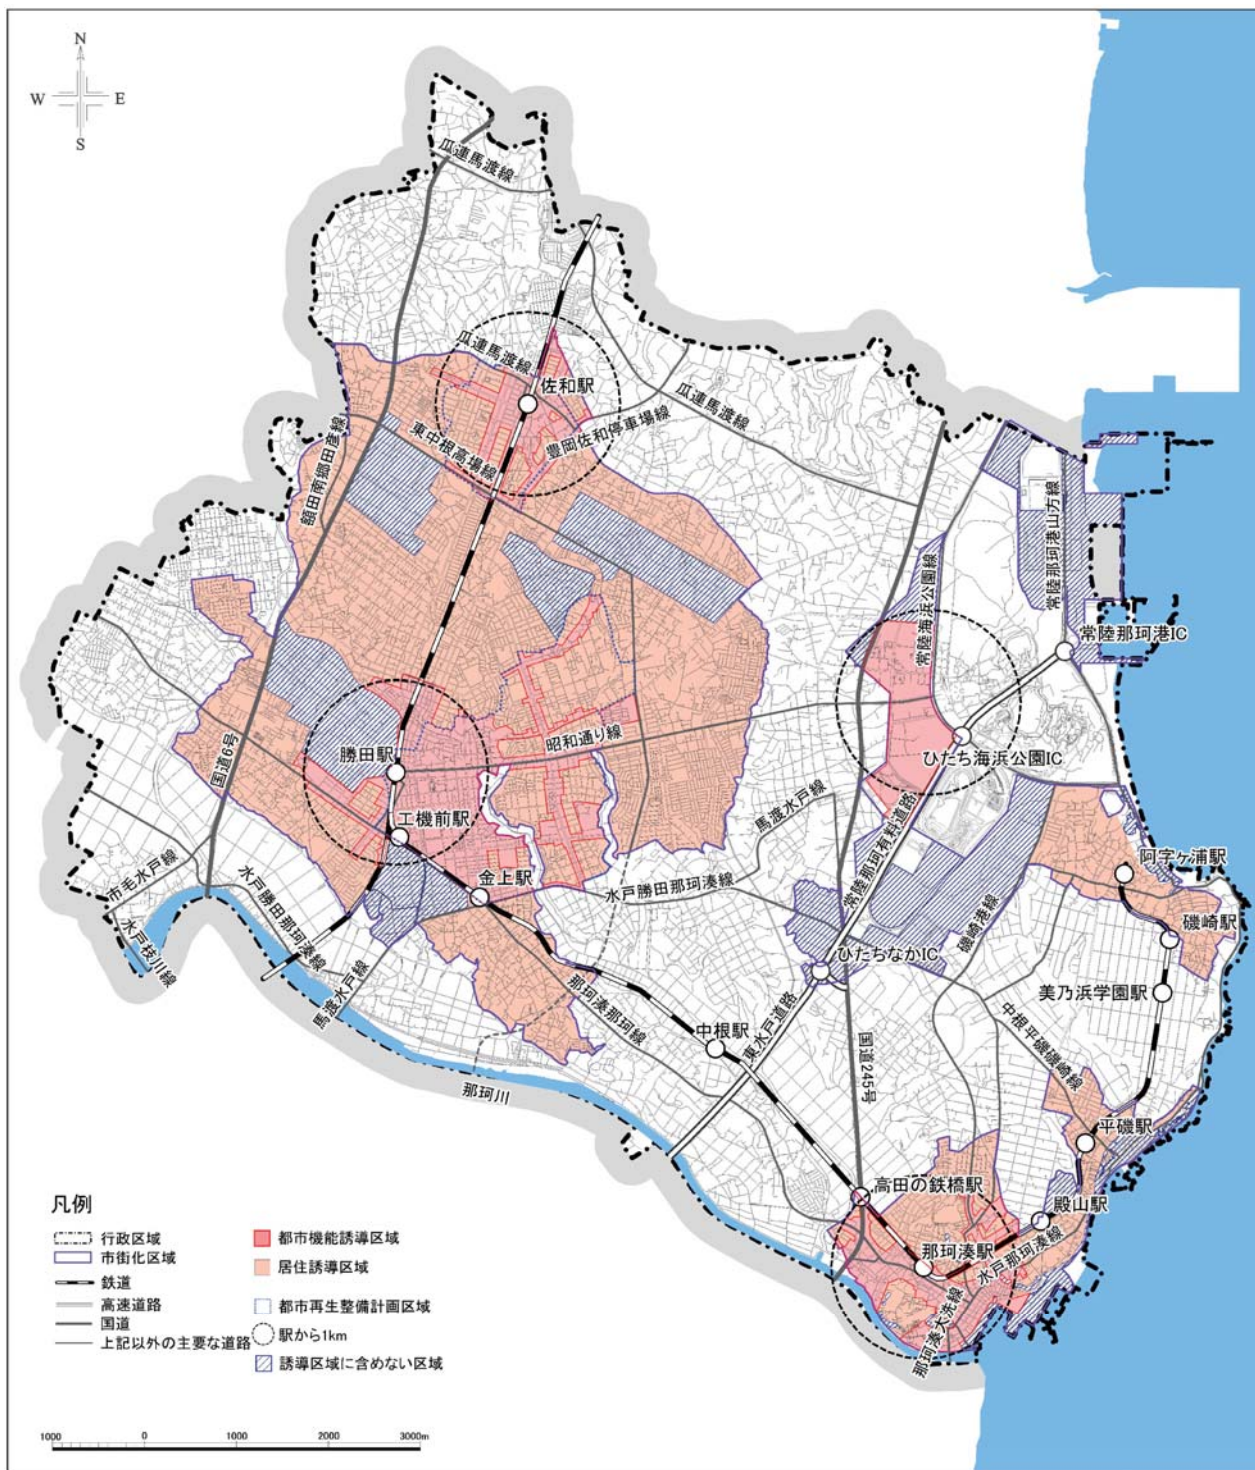 N
W E
S
瓜連馬渡線
瓜連馬渡線
佐和駅
瓜連馬渡線
豊岡佐和停車場線
東中根高場線
額田南郷田彦線
常陸那珂港山方線
常陸海浜公園線
常陸那珂港IC
昭和通り線
勝田駅
ひたち海浜公園IC
国道6号
工機前駅
馬渡水戸線
常陸那珂有料道路
阿字ヶ浦駅
市毛水戸線
水戸勝田那珂湊線
金上駅
水戸勝田那珂湊線
磯崎港線
磯崎駅
水戸枝川線
ひたちなかIC
馬渡水戸線
那珂湊那珂線
美乃浜学園駅
中根駅
東水戸道路
中根平磯磯崎線
国道245号
那珂川
平磯駅
高田の鉄橋駅
殿山駅
那珂湊駅
水戸那珂湊線
那珂湊大洗線
凡例
行政区域
市街化区域
鉄道
高速道路
国道
上記以外の主要な道路
都市機能誘導区域
居住誘導区域
都市再生整備計画区域
駅から1km
誘導区域に含めない区域
1000 0 1000 2000 3000m